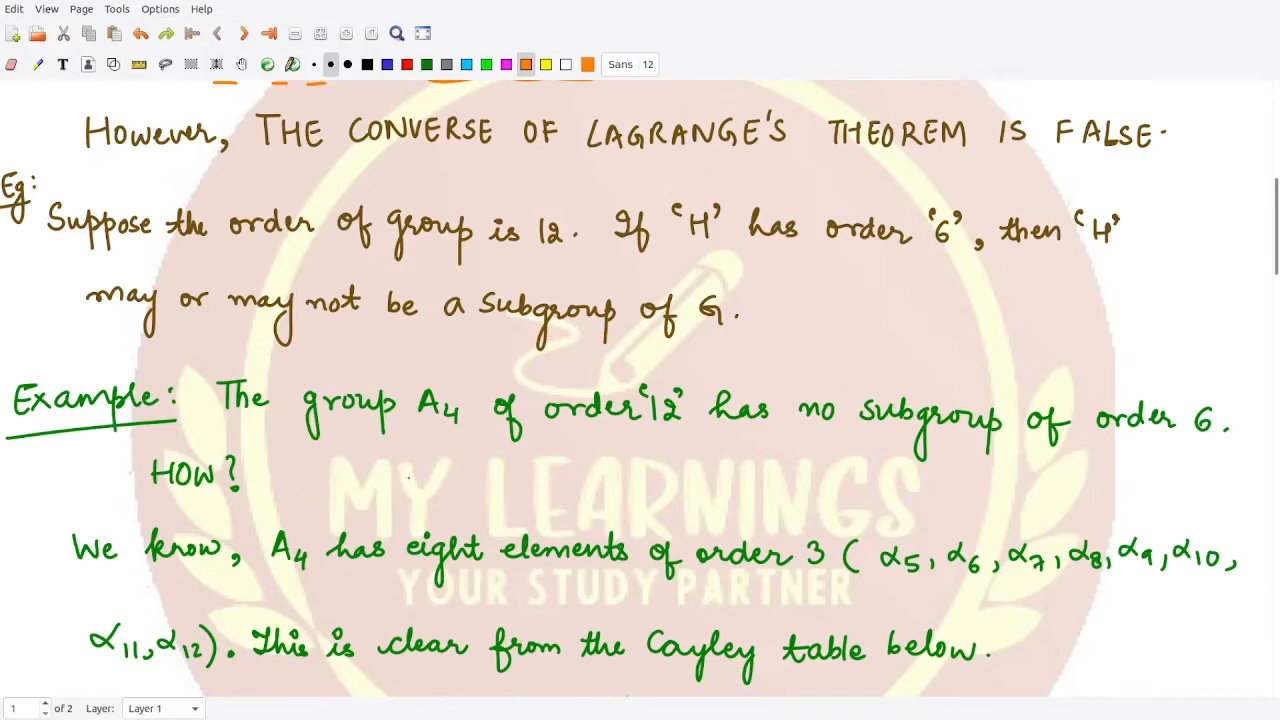 Edit View Page Tools Options Help
T Sans 12
However, THE CONVERSE OF LAGRANGE'S THEOREM IS FALSE.
Eg:
Suppose the order of group is 12. If 'H' has order '6', then 'H'
may or may not be a subgroup of G.
Example: The group A4 of order '12' has no subgroup of order 6.
HOW?
MY LEARNINGS
We know, A4 has eight elements of order 3 ( α5, α6, α7, α8, α9, α10,
YOUR STUDY PARTNER
α11, α12). This is clear from the Cayley table below.
1 of 2 Layer: Layer 1